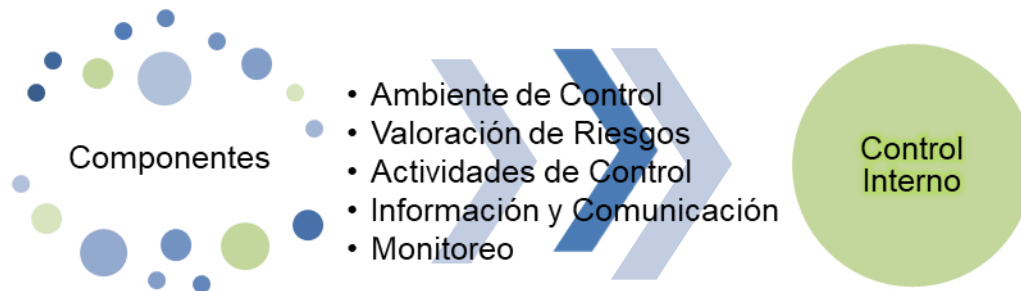 Componentes
• Ambiente de Control
• Valoración de Riesgos
• Actividades de Control
• Información y Comunicación
• Monitoreo
Control
Interno